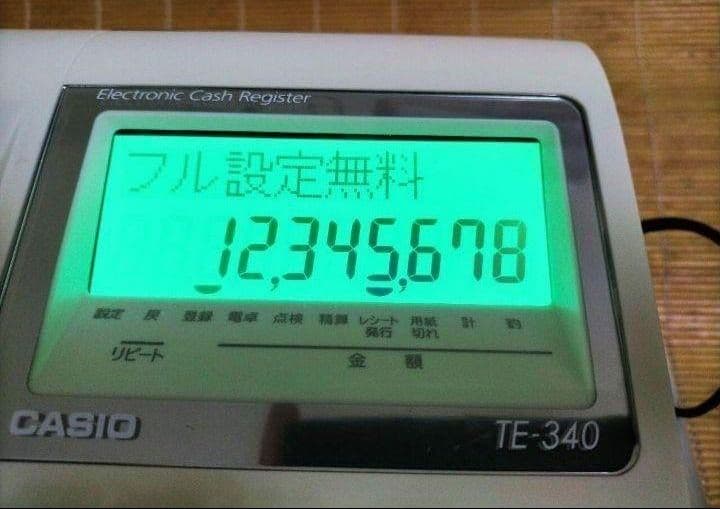 Electronic Cash Register
フル設定無料
12,345,678
設定 戻 登録 電卓 点検 精算 レシート発行 用紙切れ 計 釣
リピート 金額
CASIO TE-340